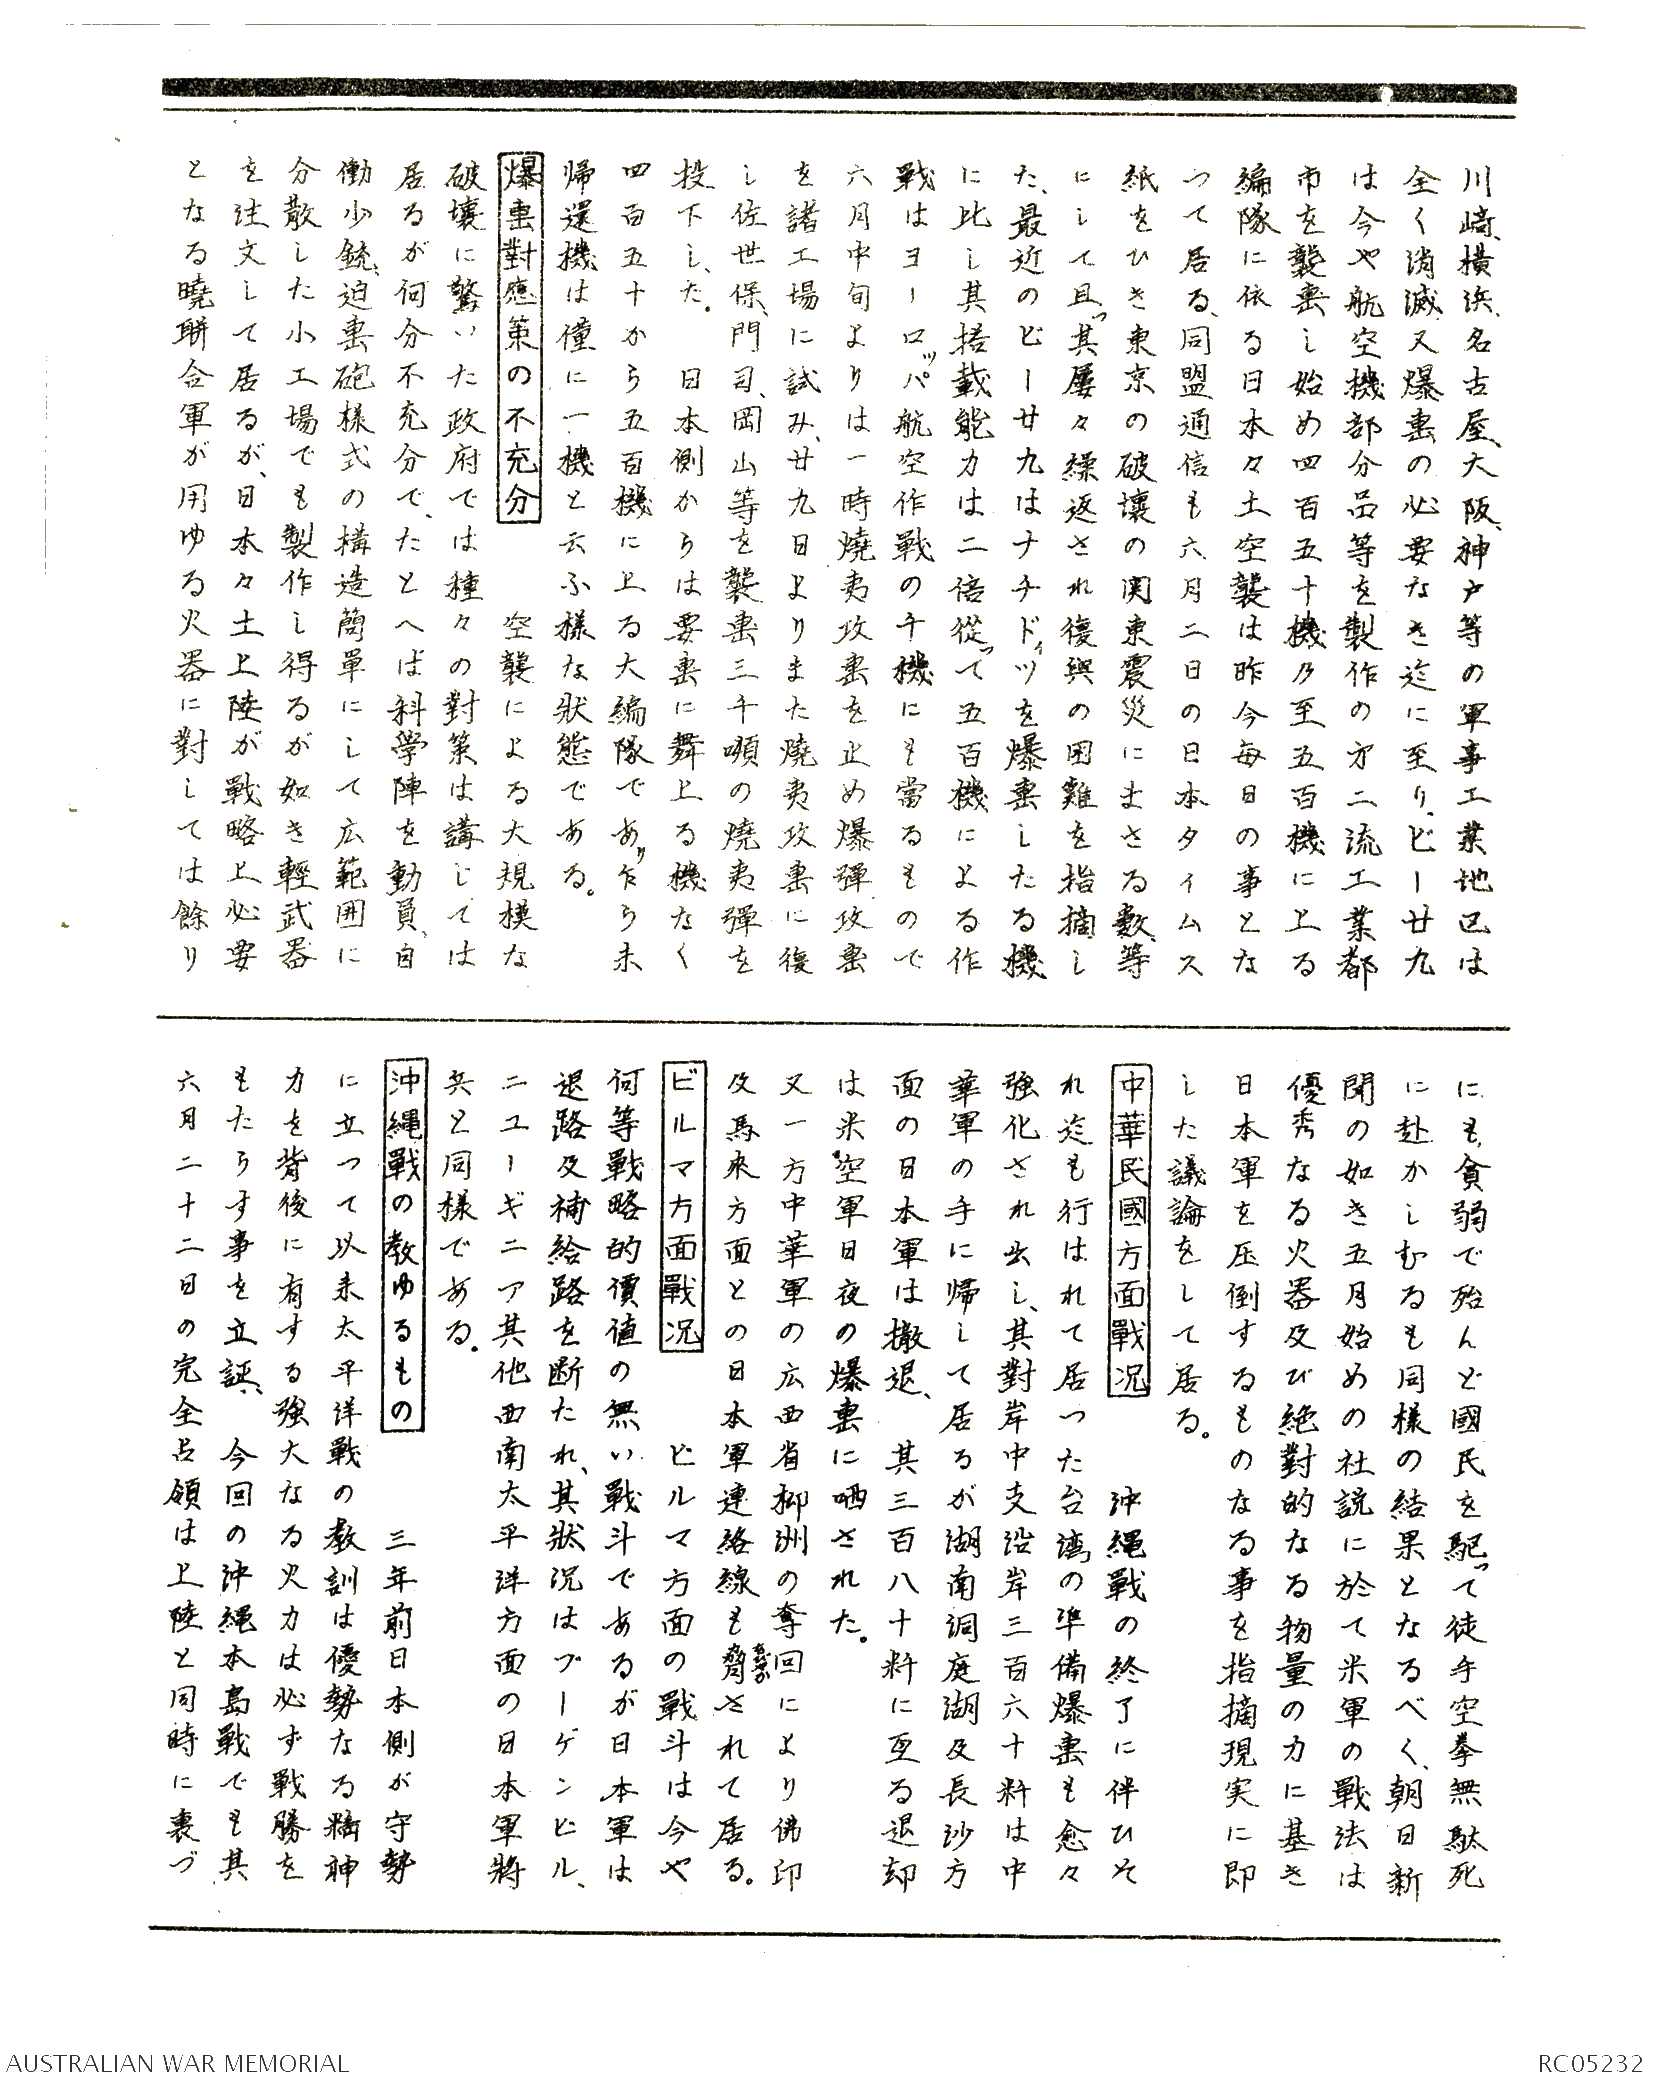 川﨑、横浜、名古屋、大阪、神戸等の軍事工業地区は
全く消滅又爆撃の必要なき迄に至り、ビー廿九
は今や航空機部分品等を製作の才二流工業都
市を襲撃し始め四百五十機乃至五百機に上る
編隊に依る日本々土空襲は昨今毎日の事とな
つて居る、同盟通信も六月二日の日本タイムス
紙をひき東京の破壊の関東震災にまさる数等
にして且つ其屡々繰返され復興の困難を指摘し
た、最近のビー廿九はナチドイツを爆撃したる機
に比し其搭載能力は二倍從つて五百機による作
戦はヨーロッパ航空作戦の千機にも當るもので
六月中旬よりは一時燒夷攻撃を止め爆彈攻撃
を諸工場に試み、廿九日よりまた燒夷攻撃に復
し佐世保、門司、岡山等を襲撃三千噸の燒夷彈を
投下した。　日本側からは要撃に舞上る機なく
四百五十から五百機に上る大編隊であり乍ら未
帰還機は僅に一機と云ふ様な状態である。
爆撃對應策の不充分　空襲による大規模な
破壊に驚いた政府では種々の對策は講じては
居るが何分不充分で、たとへば科學陣を動員、自
働少銃、迫撃砲様式の構造簡單にして広範囲に
分散した小工場でも製作し得るが如き輕武器
を注文して居るが、日本々土上陸が戦略上必要
となる曉聯合軍が用ゆる火器に對しては餘り
にも貧弱で殆んど國民を駆つて徒手空拳無駄死
に赴かしむるも同様の結果となるべく、朝日新
聞の如き五月始めの社説に於て米軍の戦法は
優秀なる火器及び絶對的なる物量の力に基き
日本軍を圧倒するものなる事を指摘現実に即
した議論をして居る。
中華民國方面戰況　沖縄戰の終了に伴ひそ
れ迄も行はれて居つた台湾の準備爆撃も愈々
強化され出し、其對岸中支沿岸三百六十粁は中
華軍の手に帰して居るが湖南洞庭湖及長沙方
面の日本軍は撤退、其三百八十粁に亙る退却
は米空軍日夜の爆撃に晒された。
又一方中華軍の広西省柳洲の奪回により佛印
及馬来方面との日本軍連絡線も脅されて居る。
ビルマ方面戰況　ビルマ方面の戰斗は今や
何等戰略的價値の無い戰斗であるが日本軍は
退路及補給路を断たれ、其狀況はブーゲンビル、
ニユーギニア其他西南太平洋方面の日本軍將
兵と同様である。
沖縄戰の教ゆるもの　三年前日本側が守勢
に立つて以来太平洋戰の教訓は優勢なる精神
力を背後に有する強大なる火力は必ず戰勝を
もたらす事を立証、今回の沖縄本島戰でも其
六月二十二日の完全占領は上陸と同時に裏づ
AUSTRALIAN WAR MEMORIAL
RC05232